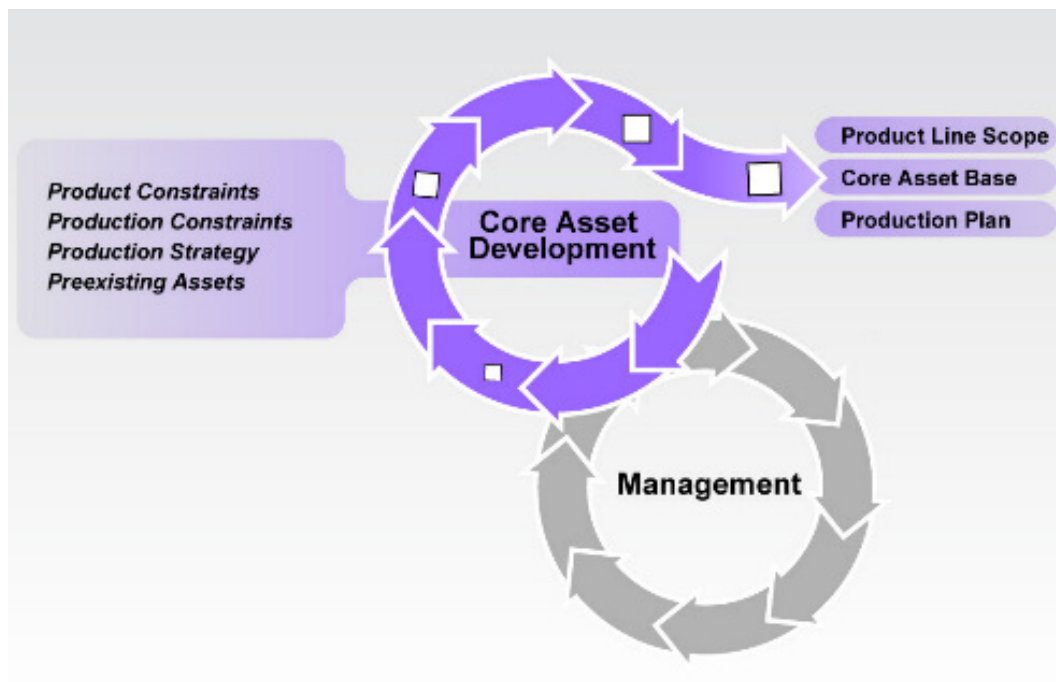 Product Constraints
Production Constraints
Production Strategy
Preexisting Assets
Core Asset
Development
Product Line Scope
Core Asset Base
Production Plan
Management